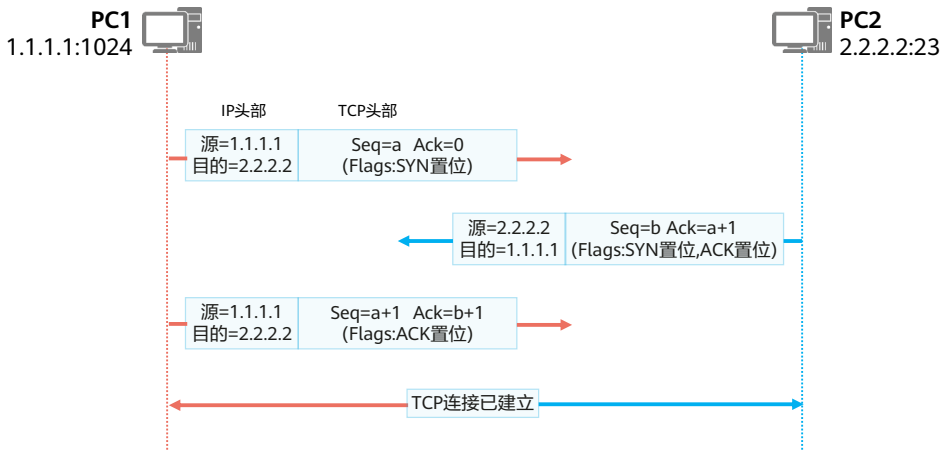 PC1
1.1.1.1:1024
PC2
2.2.2.2:23
IP头部
TCP头部
源=1.1.1.1
目的=2.2.2.2
Seq=a Ack=0
(Flags:SYN置位)
源=2.2.2.2
目的=1.1.1.1
Seq=b Ack=a+1
(Flags:SYN置位,ACK置位)
源=1.1.1.1
目的=2.2.2.2
Seq=a+1 Ack=b+1
(Flags:ACK置位)
TCP连接已建立